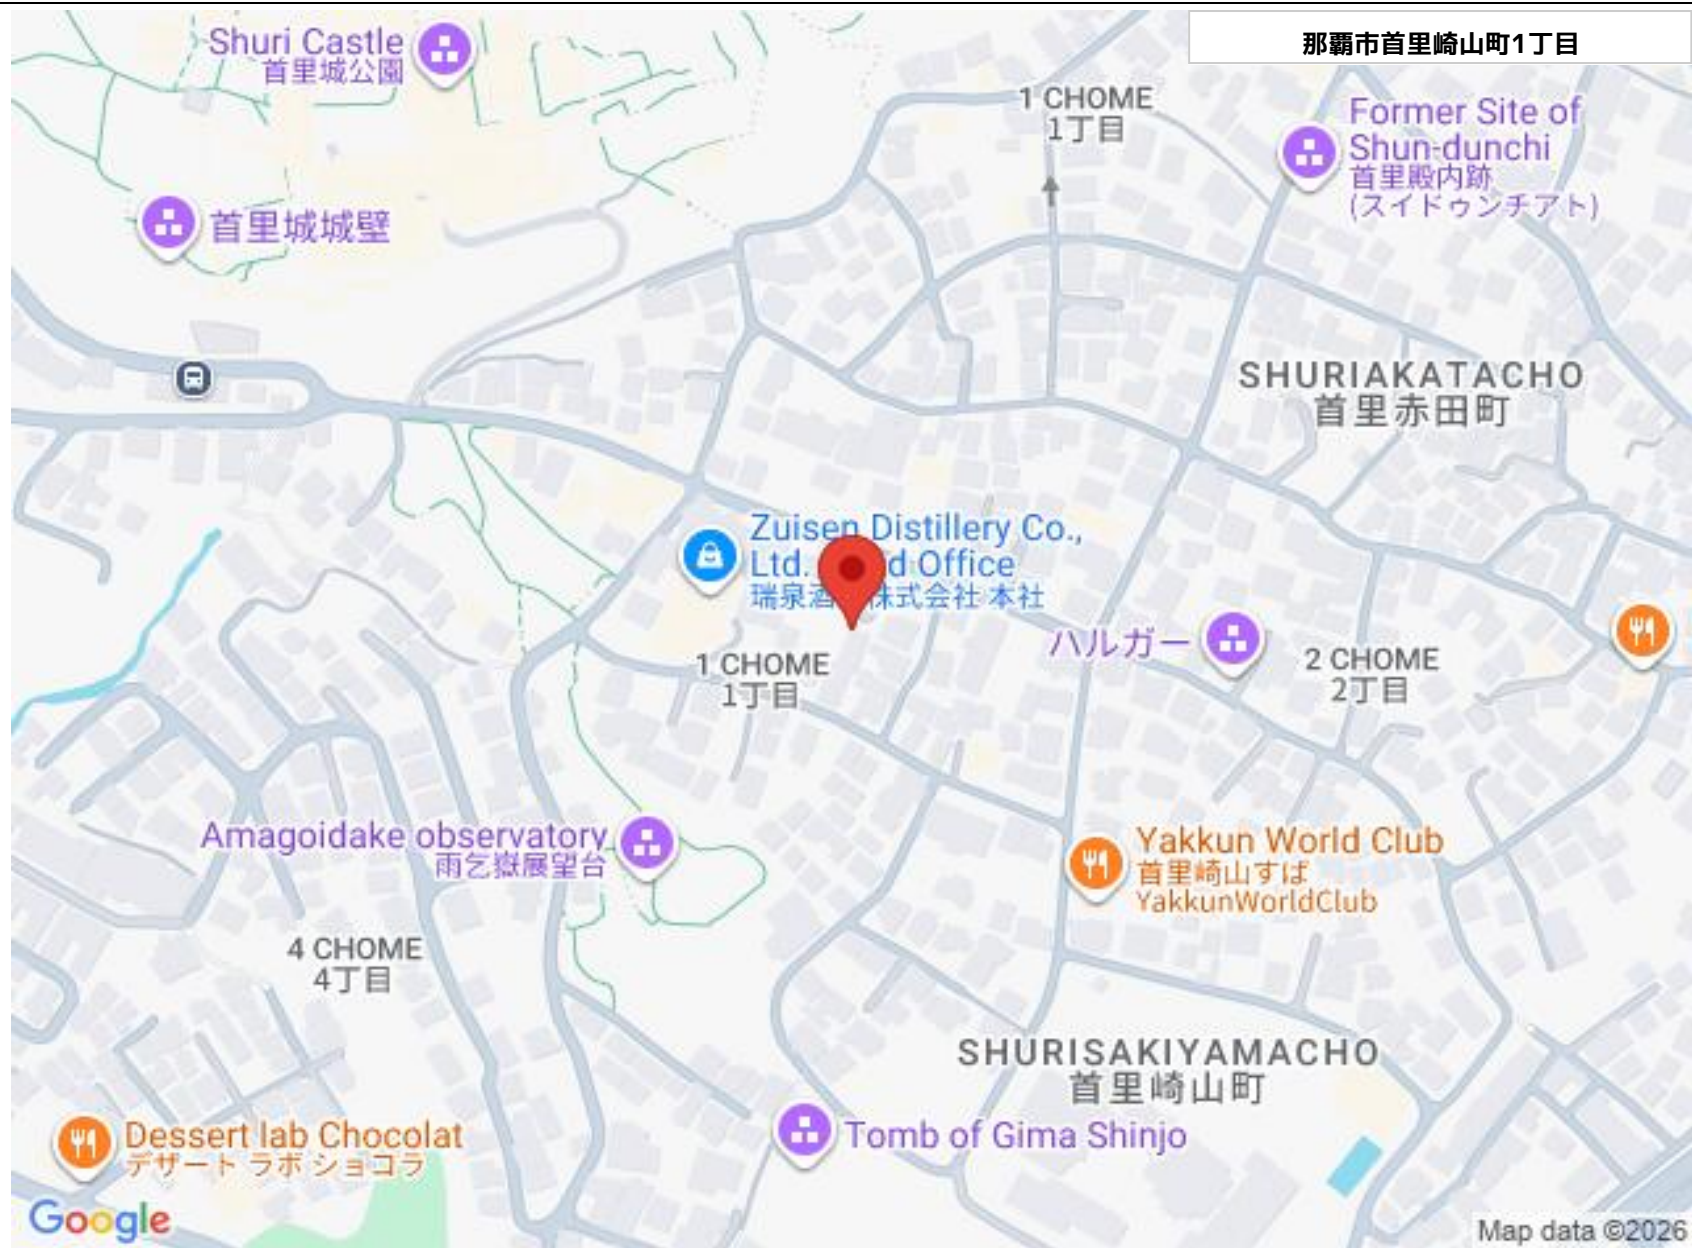 那覇市首里崎山町1丁目
Shuri Castle
首里城公園
1 CHOME
1丁目
Former Site of
Shun-dunchi
首里殿内跡
(スイドゥンチアト)
首里城城壁
SHURIAKATACHO
首里赤田町
Zuisen Distillery Co.,
Ltd. Office
瑞泉酒 株式会社 本社
ハルガー
1 CHOME
1丁目
2 CHOME
2丁目
Amagoidake observatory
雨乞嶽展望台
Yakkun World Club
首里崎山すば
YakkunWorldClub
4 CHOME
4丁目
SHURISAKIYAMACHO
首里崎山町
Dessert lab Chocolat
デザート ラボ ショコラ
Tomb of Gima Shinjo
Google
Map data ©2026